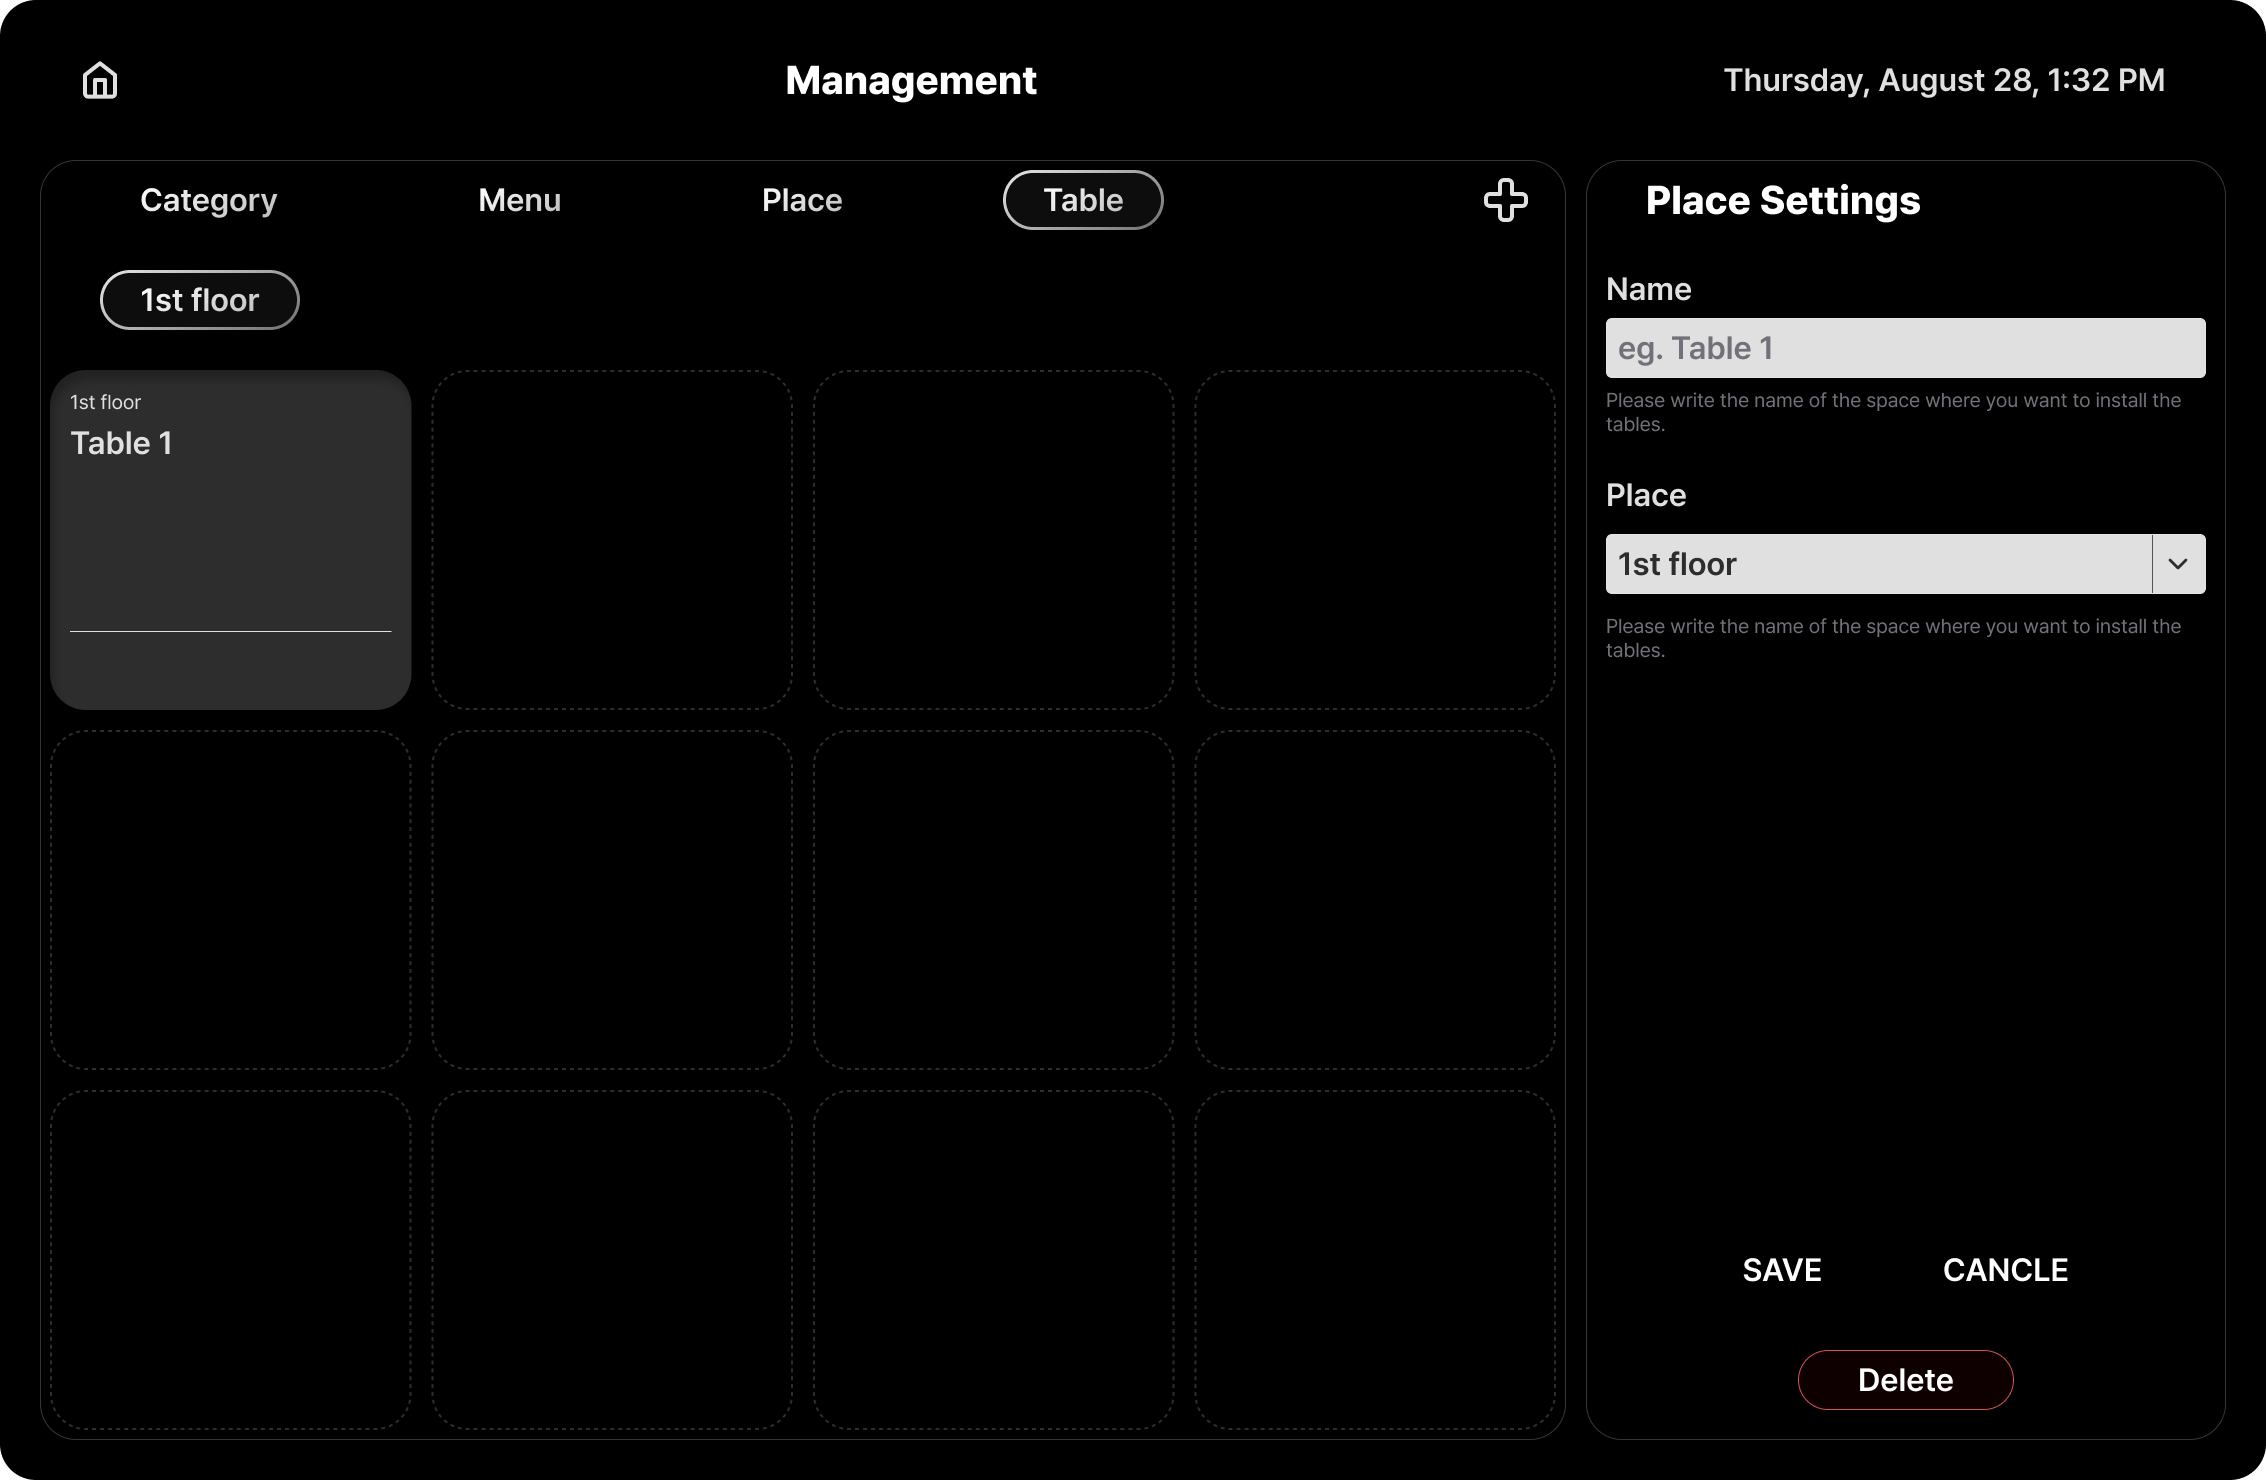 Management
Thursday, August 28, 1:32 PM
Category
Menu
Place
Table
1st floor
1st floor
Table 1
Place Settings
Name
eg. Table 1
Please write the name of the space where you want to install the
tables.
Place
1st floor
Please write the name of the space where you want to install the
tables.
SAVE
CANCLE
Delete